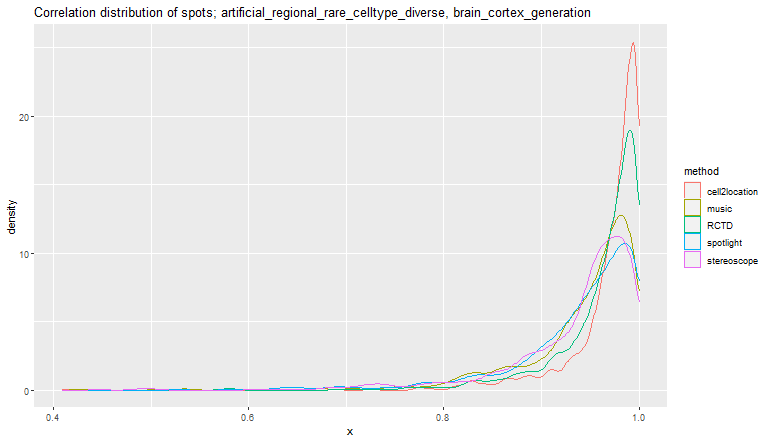 Correlation distribution of spots; artificial_regional_rare_celltype_diverse, brain_cortex_generation
density
20
10
0
0.4
0.6
0.8
1.0
x
method
cell2location
music
RCTD
spotlight
stereoscope